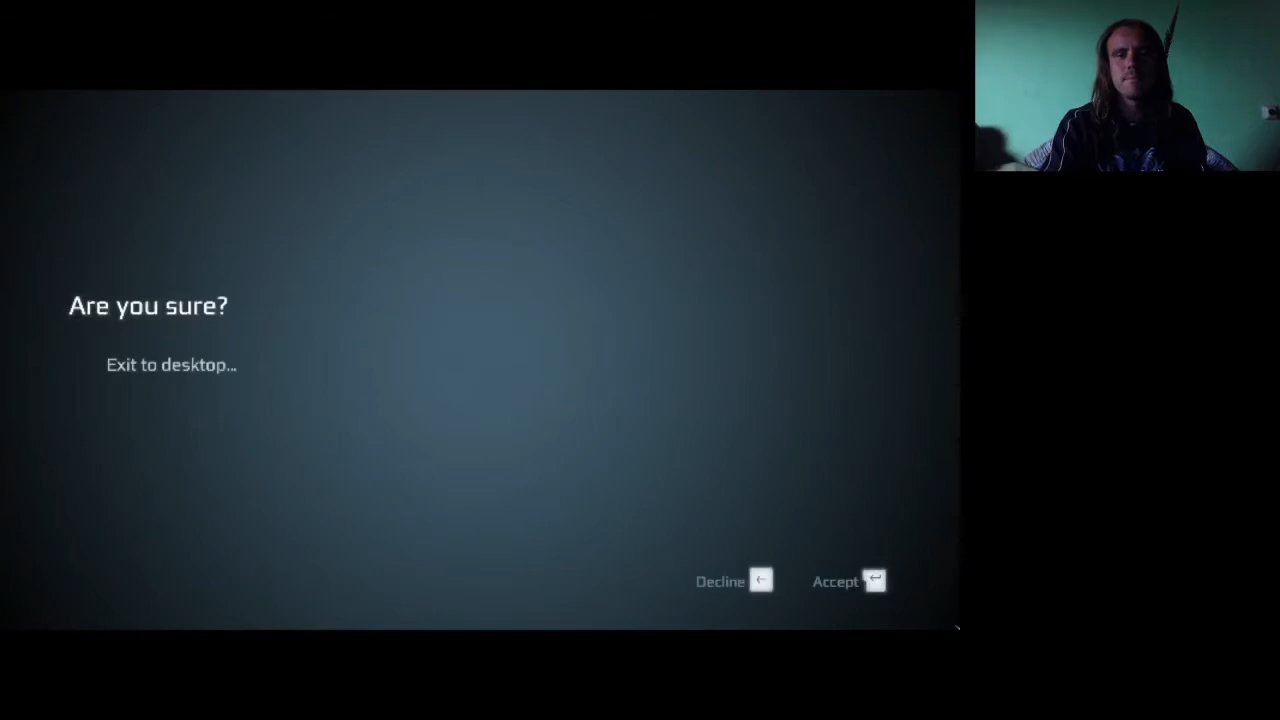 Are you sure?
Exit to desktop...
Decline ←
Accept ↵